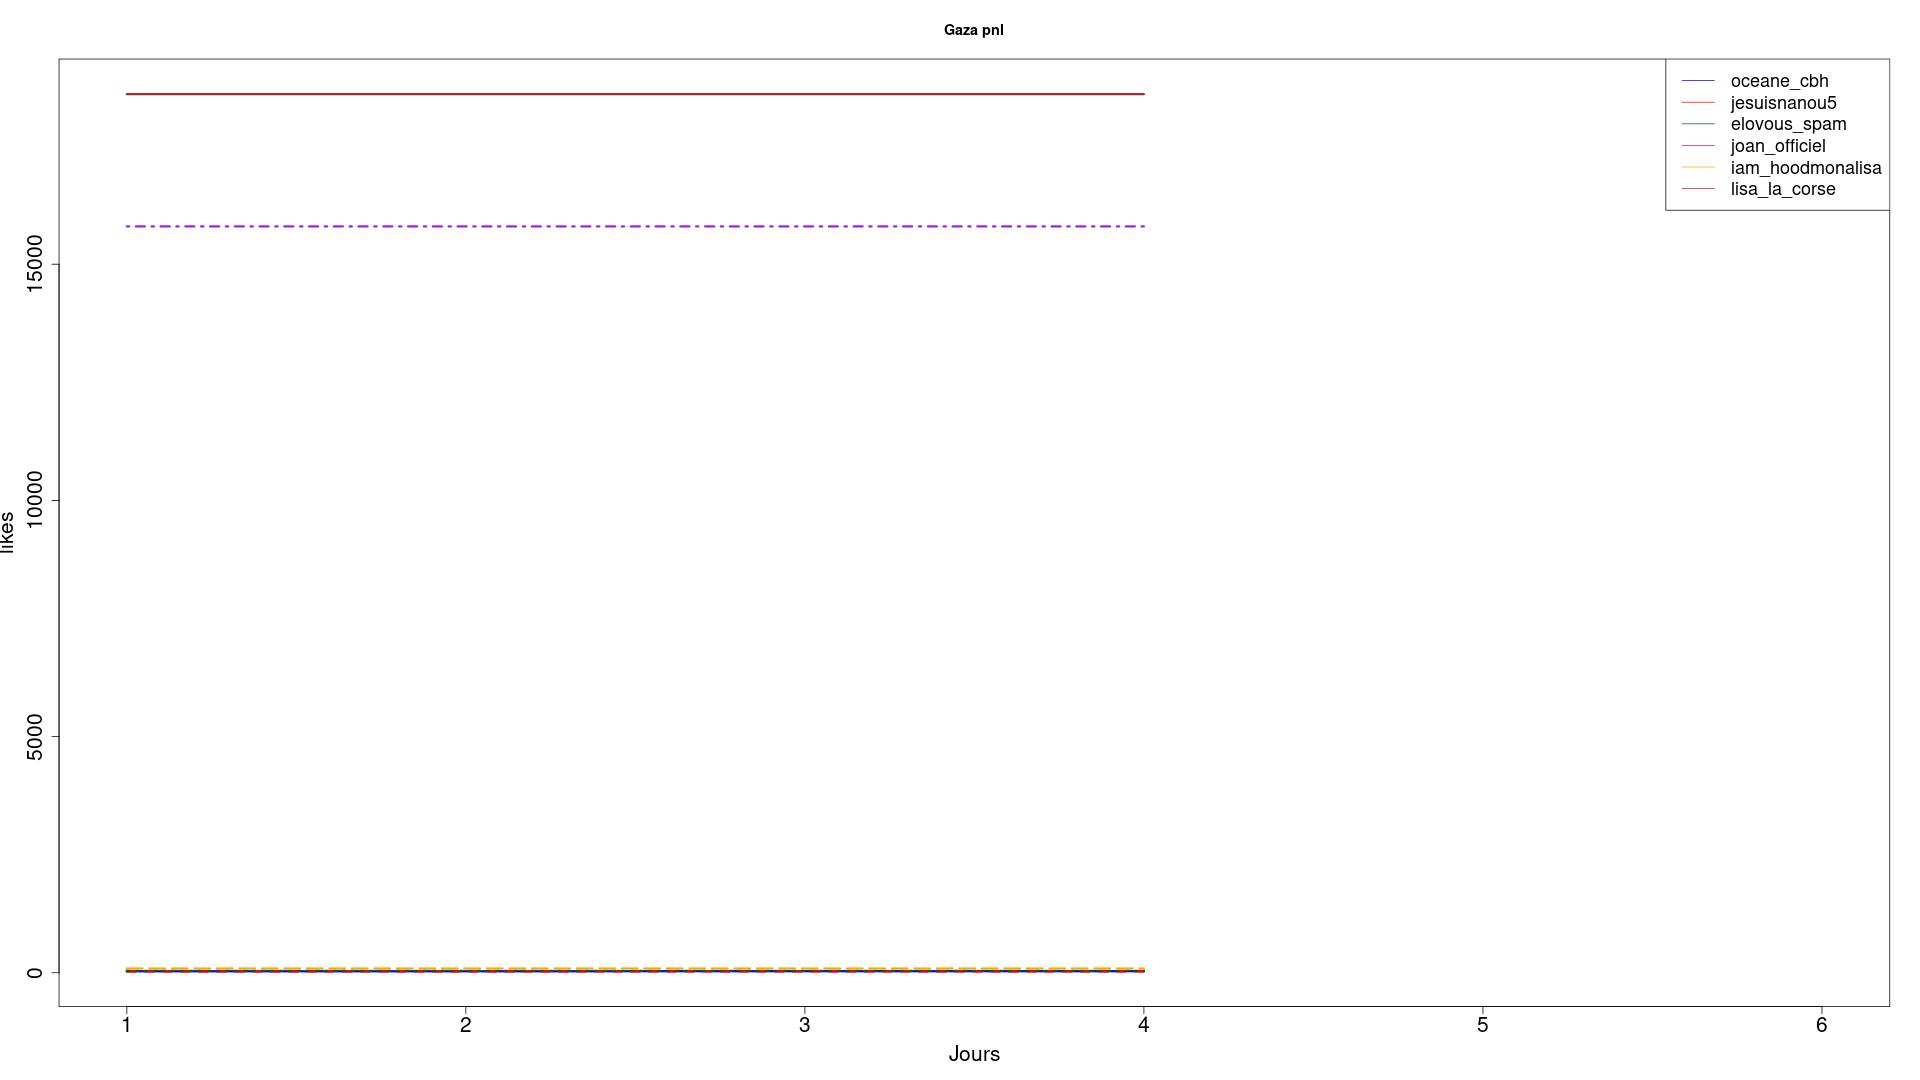 Gaza pnl
oceane_cbh
jesuisnanou5
elovous_spam
joan_officiel
iam_hoodmonalisa
lisa_la_corse
likes
15000
10000
5000
0
1 2 3 4 5 6
Jours